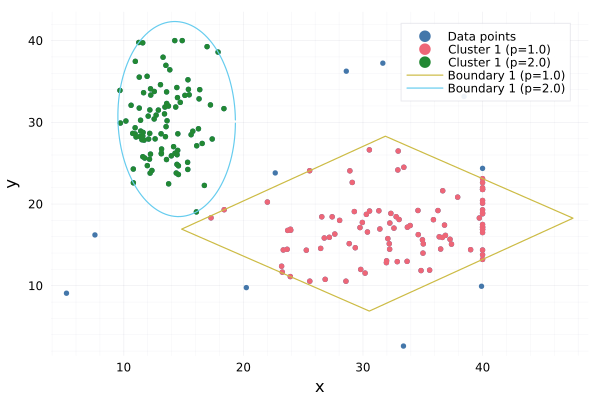 Data points
Cluster 1 (p=1.0)
Cluster 1 (p=2.0)
Boundary 1 (p=1.0)
Boundary 1 (p=2.0)
40
30
20
10
y
10 20 30 40
x